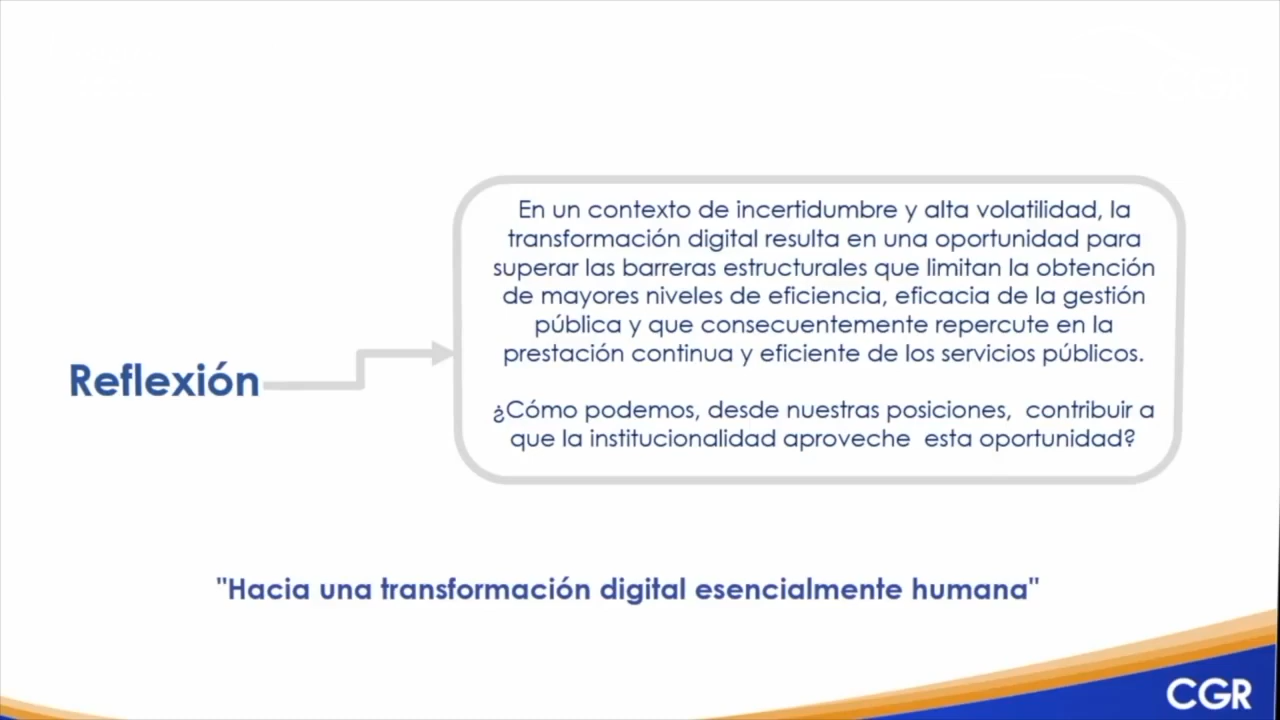 En un contexto de incertidumbre y alta volatilidad, la
transformación digital resulta en una oportunidad para
superar las barreras estructurales que limitan la obtención
de mayores niveles de eficiencia, eficacia de la gestión
pública y que consecuentemente repercute en la
prestación continua y eficiente de los servicios públicos.
¿Cómo podemos, desde nuestras posiciones, contribuir a
que la institucionalidad aproveche esta oportunidad?
Reflexión
"Hacia una transformación digital esencialmente humana"
CGR